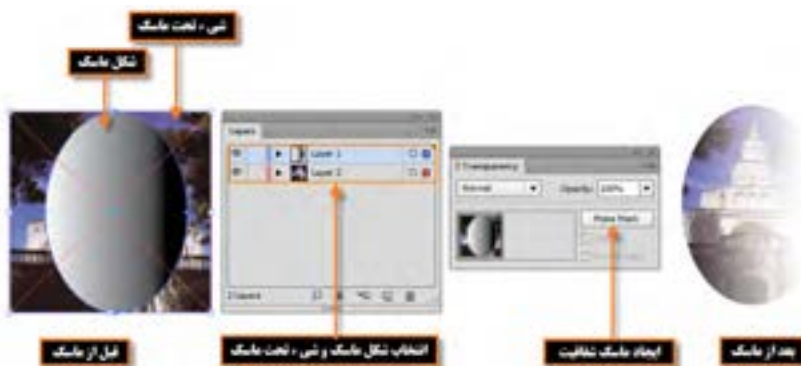 شی ء تحت ماسک
شکل ماسک
Layers
Layer 1
Layer 2
2 Layers
Transparency
Normal
Opacity: 100%
Make Mask
قبل از ماسک
انتخاب شکل ماسک و شی ء تحت ماسک
ایجاد ماسک شفافیت
بعد از ماسک